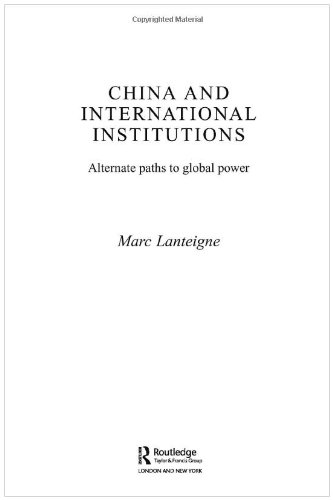 Copyrighted Material
CHINA AND
INTERNATIONAL
INSTITUTIONS
Alternate paths to global power
Marc Lanteigne
R
Routledge
Taylor & Francis Group
LONDON AND NEW YORK